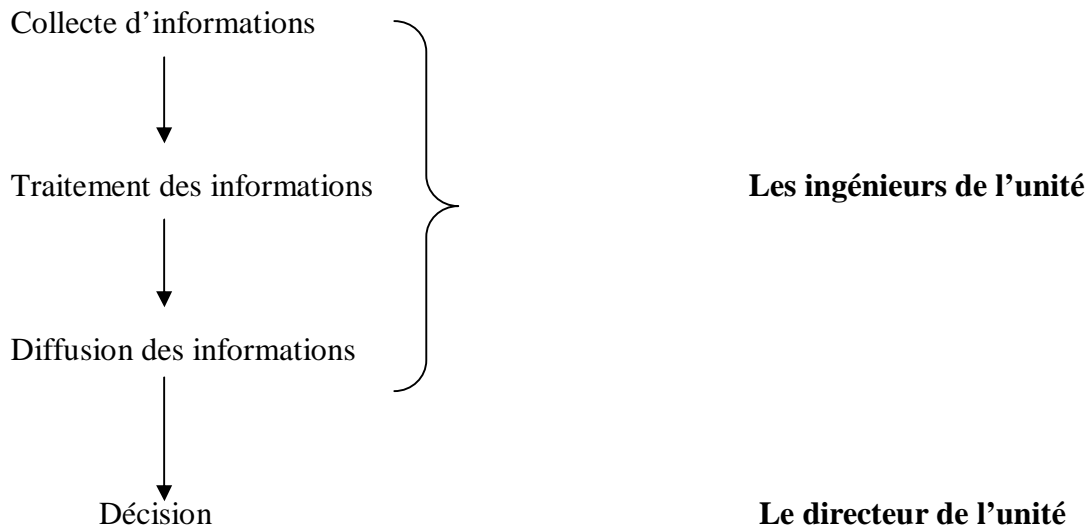 Collecte d’informations
Traitement des informations
Les ingénieurs de l’unité
Diffusion des informations
Décision
Le directeur de l’unité